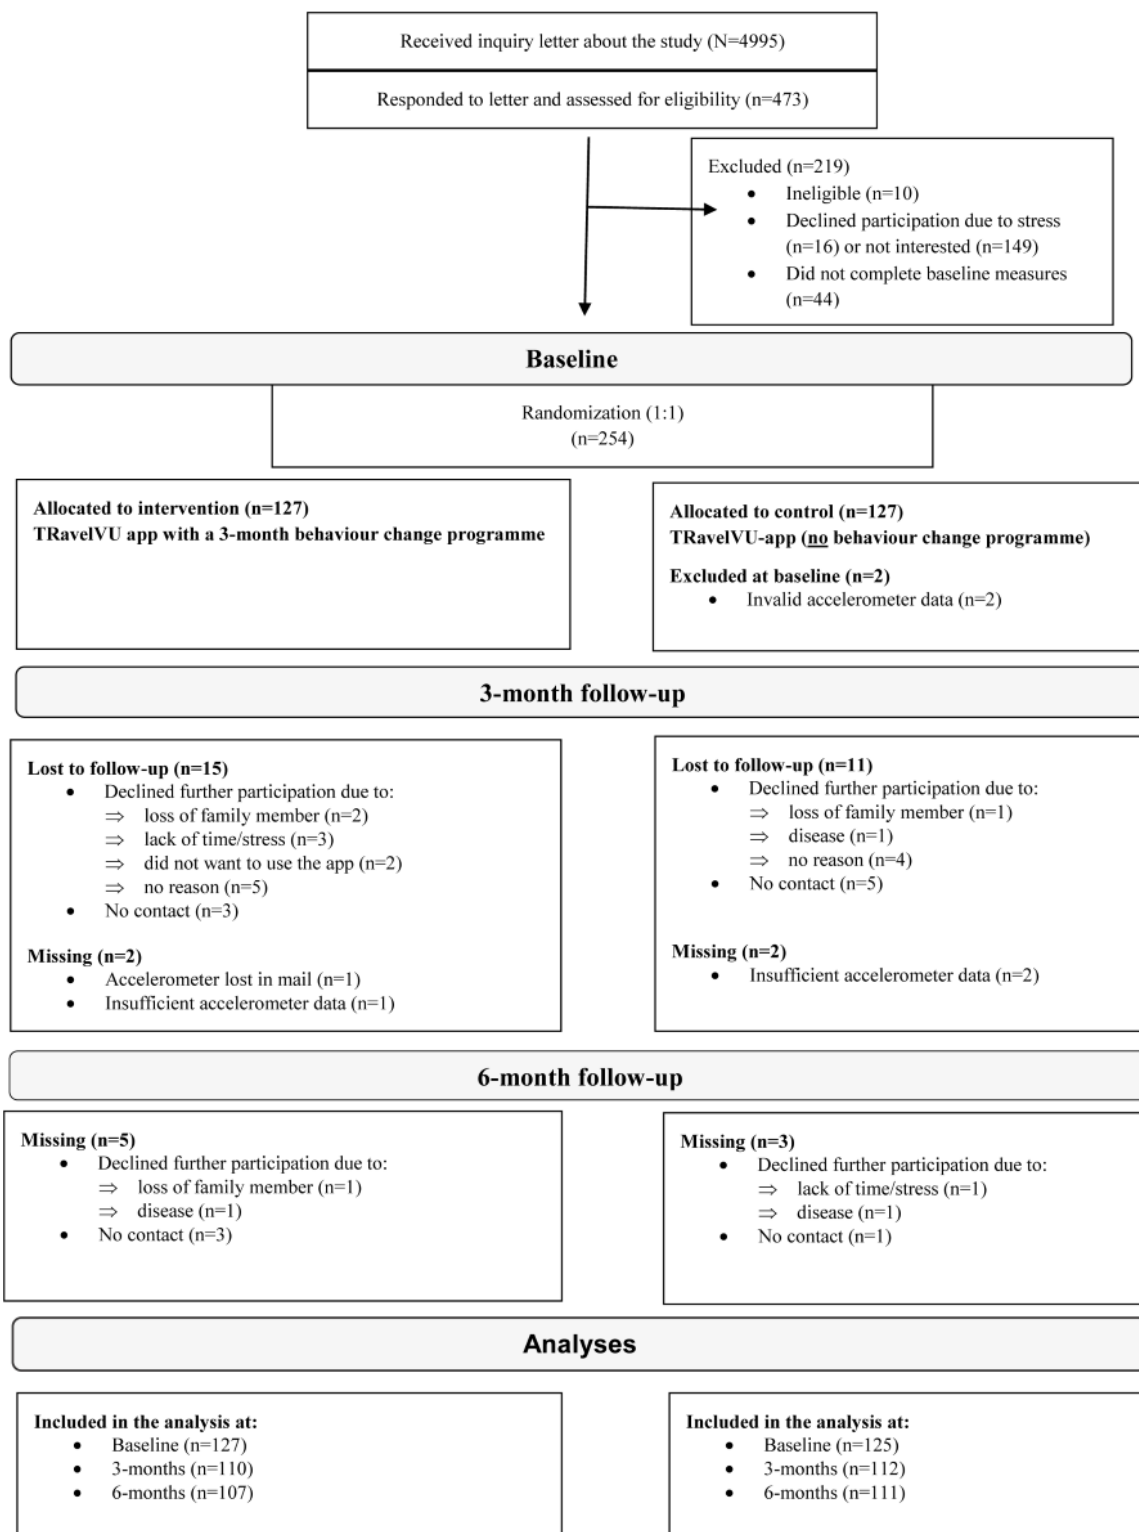 Received inquiry letter about the study (N=4995)
Responded to letter and assessed for eligibility (n=473)
Excluded (n=219)
• Ineligible (n=10)
• Declined participation due to stress
(n=16) or not interested (n=149)
• Did not complete baseline measures
(n=44)
Baseline
Randomization (1:1)
(n=254)
Allocated to intervention (n=127)
TRavelVU app with a 3-month behaviour change programme
Allocated to control (n=127)
TRavelVU-app (no behaviour change programme)
Excluded at baseline (n=2)
• Invalid accelerometer data (n=2)
3-month follow-up
Lost to follow-up (n=15)
• Declined further participation due to:
⇒ loss of family member (n=2)
⇒ lack of time/stress (n=3)
⇒ did not want to use the app (n=2)
⇒ no reason (n=5)
• No contact (n=3)
Missing (n=2)
• Accelerometer lost in mail (n=1)
• Insufficient accelerometer data (n=1)
Lost to follow-up (n=11)
• Declined further participation due to:
⇒ loss of family member (n=1)
⇒ disease (n=1)
⇒ no reason (n=4)
• No contact (n=5)
Missing (n=2)
• Insufficient accelerometer data (n=2)
6-month follow-up
Missing (n=5)
• Declined further participation due to:
⇒ loss of family member (n=1)
⇒ disease (n=1)
• No contact (n=3)
Missing (n=3)
• Declined further participation due to:
⇒ lack of time/stress (n=1)
⇒ disease (n=1)
• No contact (n=1)
Analyses
Included in the analysis at:
• Baseline (n=127)
• 3-months (n=110)
• 6-months (n=107)
Included in the analysis at:
• Baseline (n=125)
• 3-months (n=112)
• 6-months (n=111)